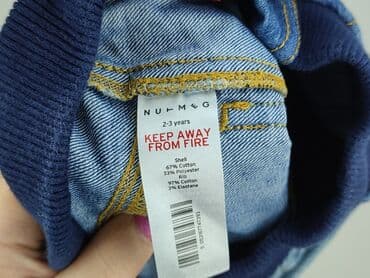 NUTMEG
2-3 years
KEEP AWAY
FROM FIRE
Shell
67% Cotton
33% Polyester
Rib
97% Cotton
3% Elastane